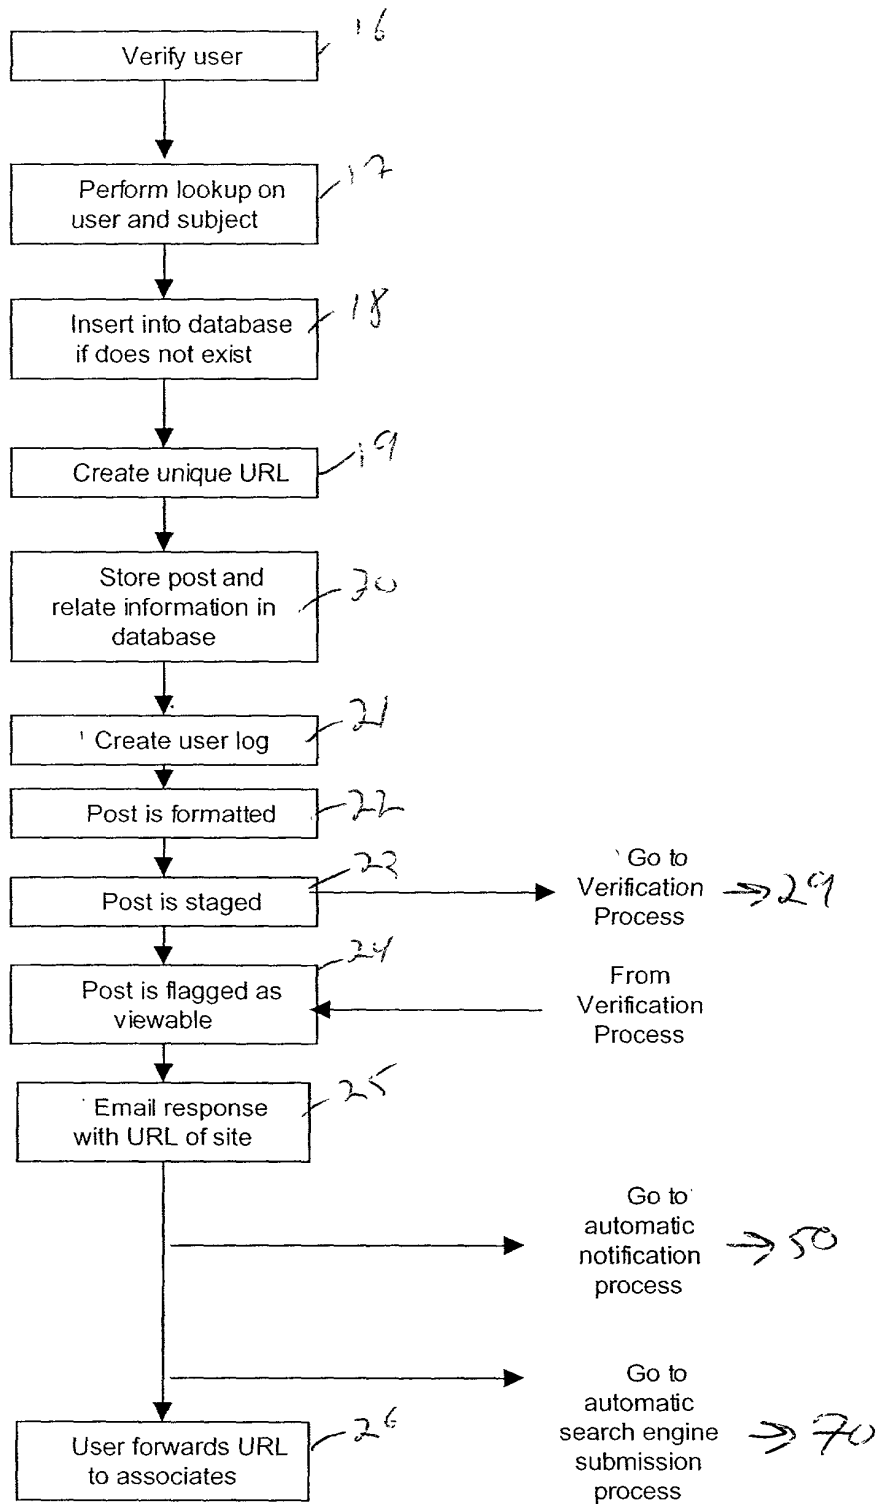 16
Verify user
17
Perform lookup on
user and subject
18
Insert into database
if does not exist
19
Create unique URL
Store post and
relate information in
database
20
21
Create user log
Post is formatted
22
23
Post is staged
Go to
Verification
Process
29
24
Post is flagged as
viewable
From
Verification
Process
25
Email response
with URL of site
Go to
automatic
notification
process
50
Go to
automatic
search engine
submission
process
70
26
User forwards URL
to associates